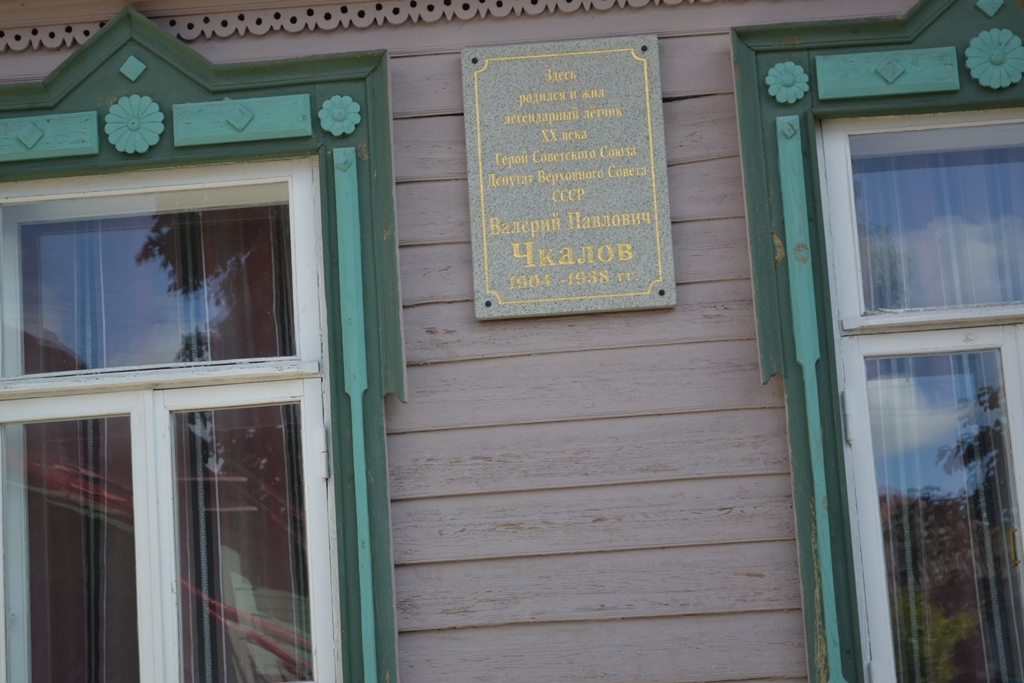 Здесь
родился и жил
легендарный лётчик
XX века
Герой Советского Союза
Депутат Верховного Совета
СССР
Валерий Павлович
Чкалов
1904 - 1938 гг.